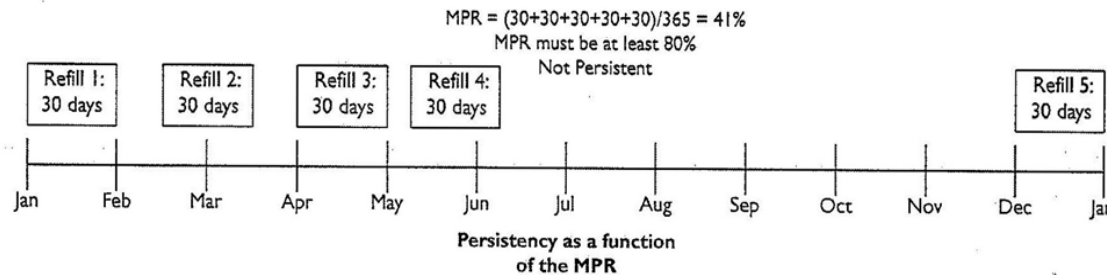 MPR = (30+30+30+30+30)/365 = 41%
MPR must be at least 80%
Not Persistent
Refill 1:
30 days
Refill 2:
30 days
Refill 3:
30 days
Refill 4:
30 days
Refill 5:
30 days
Jan Feb Mar Apr May Jun Jul Aug Sep Oct Nov Dec Jan
Persistency as a function
of the MPR